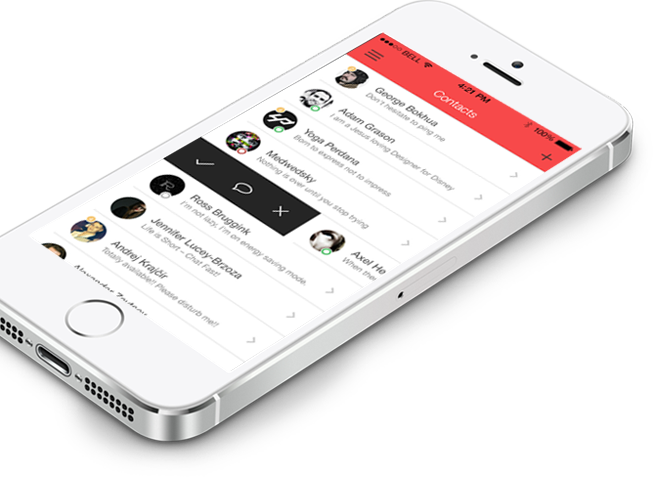 BELL
4:21 PM
100%
Contacts
George Bokhua
Don't hesitate to ping me
Adam Grason
I am a Jesus loving Designer for Disney
Yoga Perdana
Born to express not to impress.
Medwedsky
Nothing is over until you stop trying
Axel He
When ther
Ross Bruggink
I'm not lazy, I'm on energy saving mode.
Jennifer Lucey-Brzoza
Life is Short – Chat Fast!
Andrej Krajčír
Totally available!! Please disturb me!!